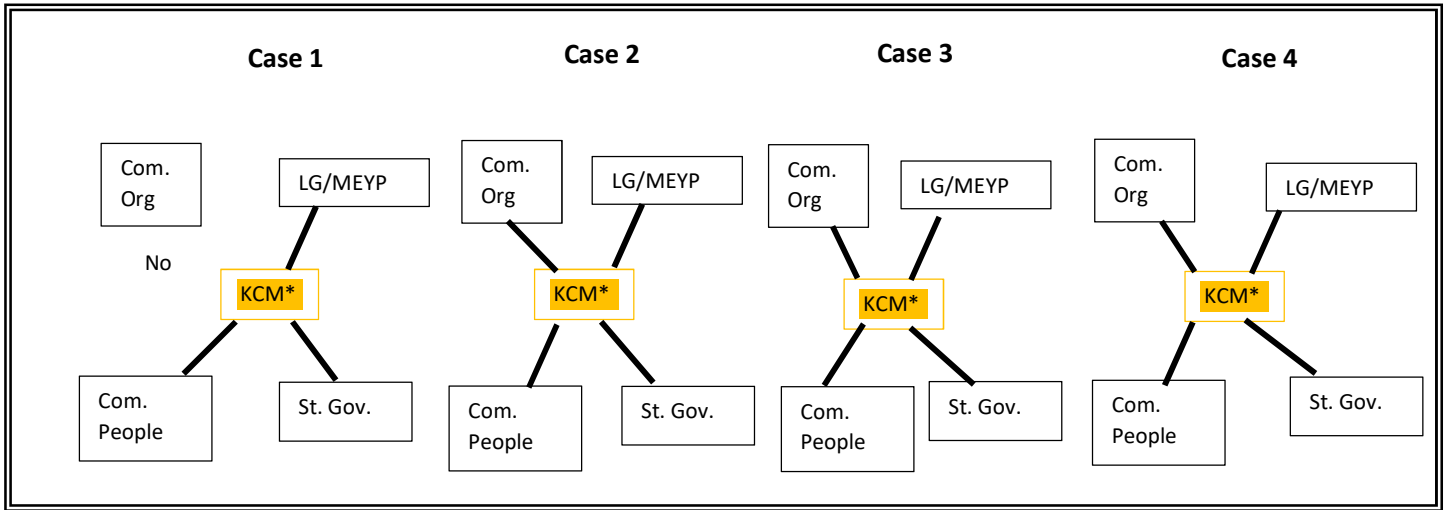 Case 1
Case 2
Case 3
Case 4
Com.
Org
LG/MEYP
No
KCM*
Com.
People
St. Gov.
Com.
Org
LG/MEYP
KCM*
Com.
People
St. Gov.
Com.
Org
LG/MEYP
KCM*
Com.
People
St. Gov.
Com.
Org
LG/MEYP
KCM*
Com.
People
St. Gov.